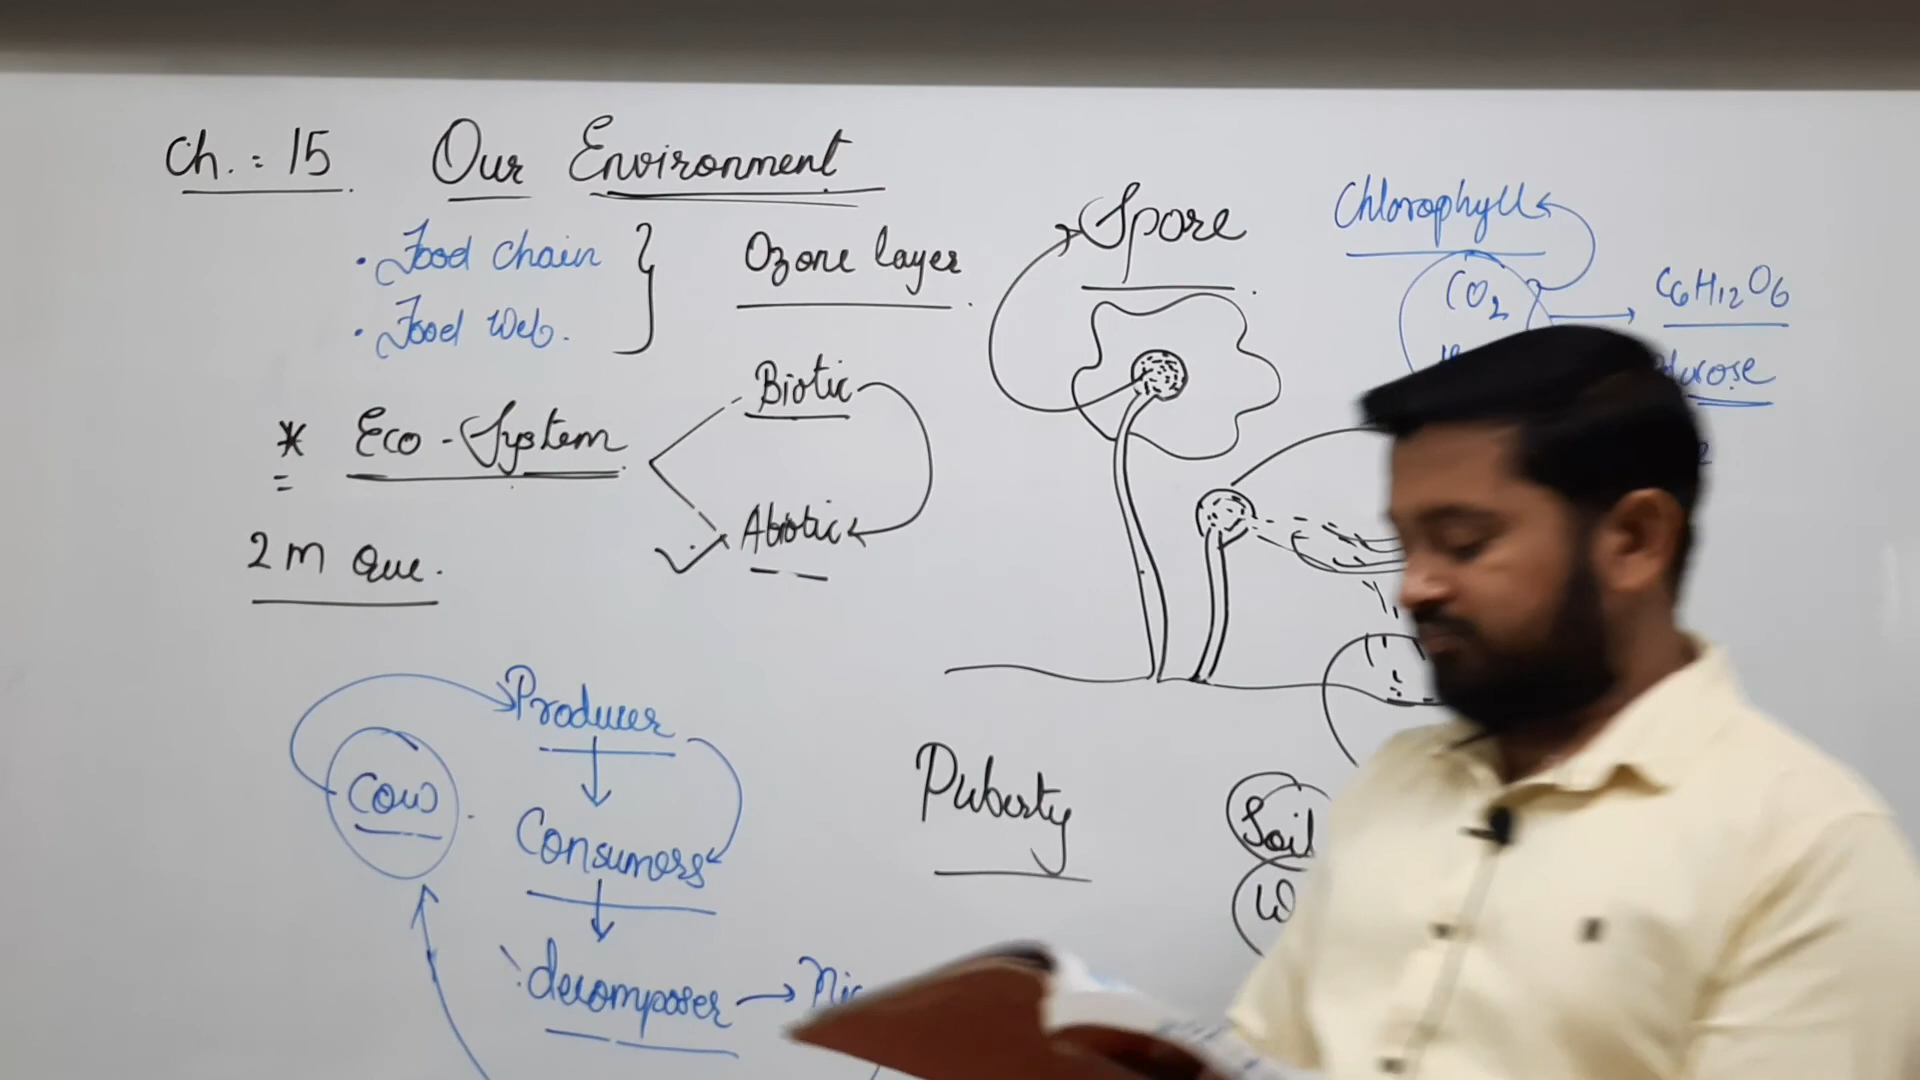 Ch. : 15 Our Environment
• Food Chain
• Food Web.
Ozone layer
* Eco-System
Biotic
Abiotic
2 m Que.
Producer
Cow
Consumers
decomposer →
Spore
Puberty
Soil
Chlorophyll
CO2 → C6H12O6